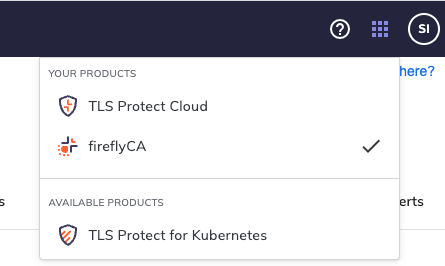 SI
here?
YOUR PRODUCTS
TLS Protect Cloud
fireflyCA
s
erts
AVAILABLE PRODUCTS
TLS Protect for Kubernetes